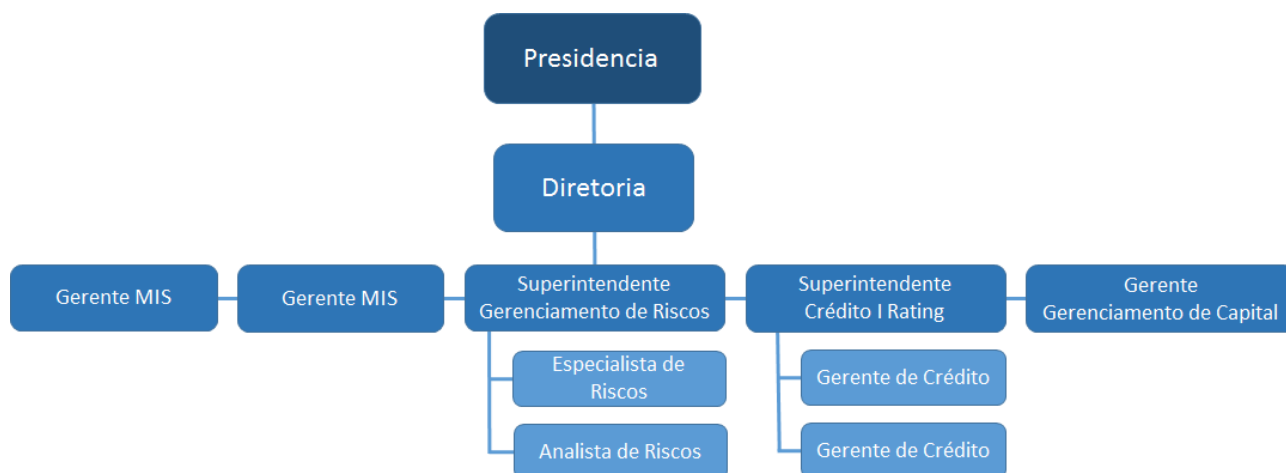 Presidencia
Diretoria
Gerente MIS
Gerente MIS
Superintendente
Gerenciamento de Riscos
Superintendente
Crédito I Rating
Gerente
Gerenciamento de Capital
Especialista de
Riscos
Gerente de Crédito
Analista de Riscos
Gerente de Crédito